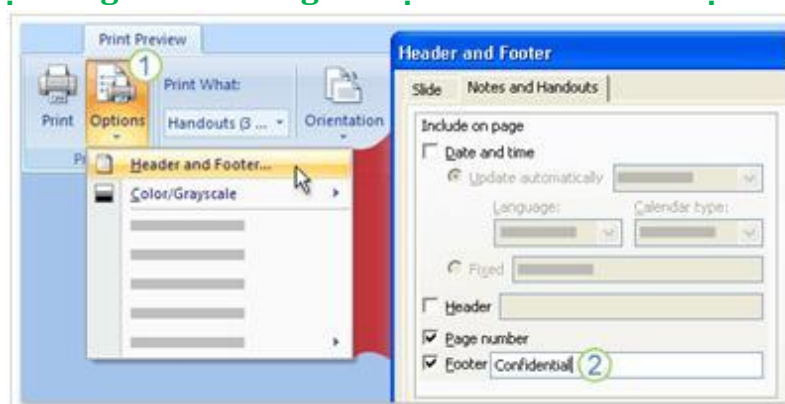 Print Preview
1
Print What:
Print
Options
Handouts (3 ...
Orientation
Header and Footer...
Color/Grayscale
Header and Footer
Slide
Notes and Handouts
Include on page
Date and time
Update automatically
Language:
Calendar type:
Fixed
Header
Page number
Footer Confidential 2